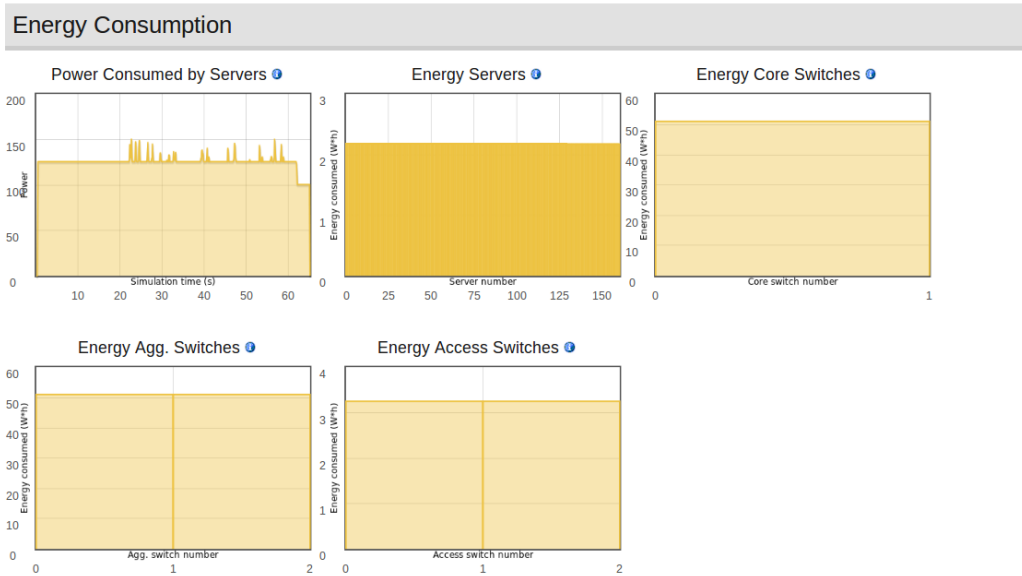 Energy Consumption
Power Consumed by Servers
Energy Servers
Energy Core Switches
200
150
100
50
0
Power
10 20 30 40 50 60
Simulation time (s)
3
2
1
0
Energy consumed (W*h)
0 25 50 75 100 125 150
Server number
60
50
40
30
20
10
0
Energy consumed (W*h)
0 1
Core switch number
Energy Agg. Switches
Energy Access Switches
60
50
40
30
20
10
0
Energy consumed (W*h)
0 1 2
Agg. switch number
4
3
2
1
0
Energy consumed (W*h)
0 1 2
Access switch number